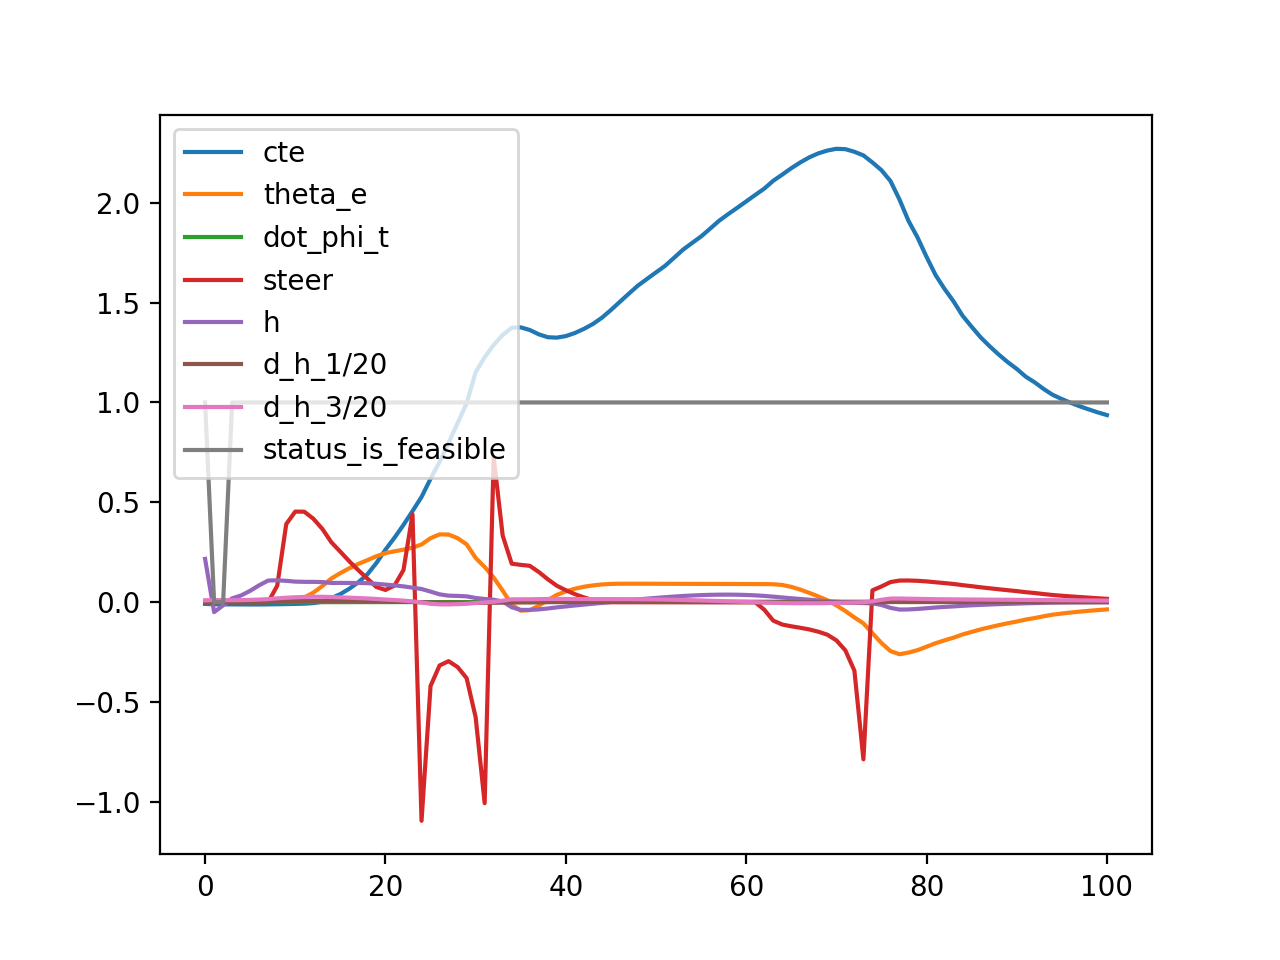 cte
theta_e
dot_phi_t
steer
h
d_h_1/20
d_h_3/20
status_is_feasible
2.0
1.5
1.0
0.5
0.0
−0.5
−1.0
0 20 40 60 80 100